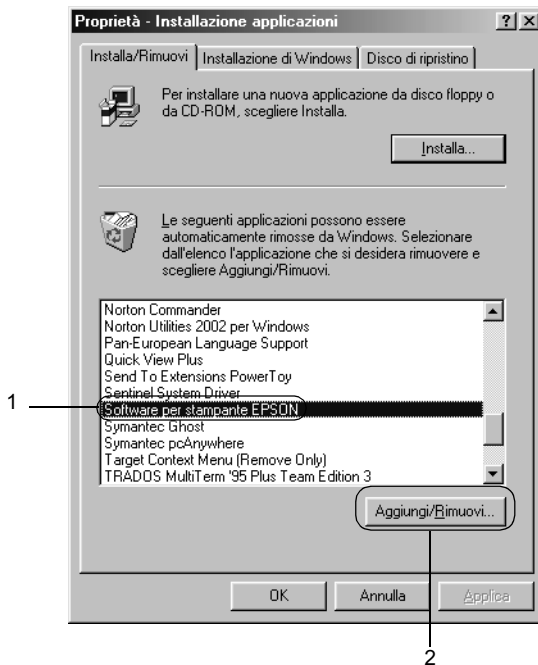 Proprietà - Installazione applicazioni
Installa/Rimuovi
Installazione di Windows
Disco di ripristino
Per installare una nuova applicazione da disco floppy o
da CD-ROM, scegliere Installa.
Installa...
Le seguenti applicazioni possono essere
automaticamente rimosse da Windows. Selezionare
dall'elenco l'applicazione che si desidera rimuovere e
scegliere Aggiungi/Rimuovi.
Norton Commander
Norton Utilities 2002 per Windows
Pan-European Language Support
Quick View Plus
Send To Extensions PowerToy
Sentinel System Driver
1
Software per stampante EPSON
Symantec Ghost
Symantec pcAnywhere
Target Context Menu (Remove Only)
TRADOS MultiTerm '95 Plus Team Edition 3
Aggiungi/Rimuovi...
OK
Annulla
Applica
2